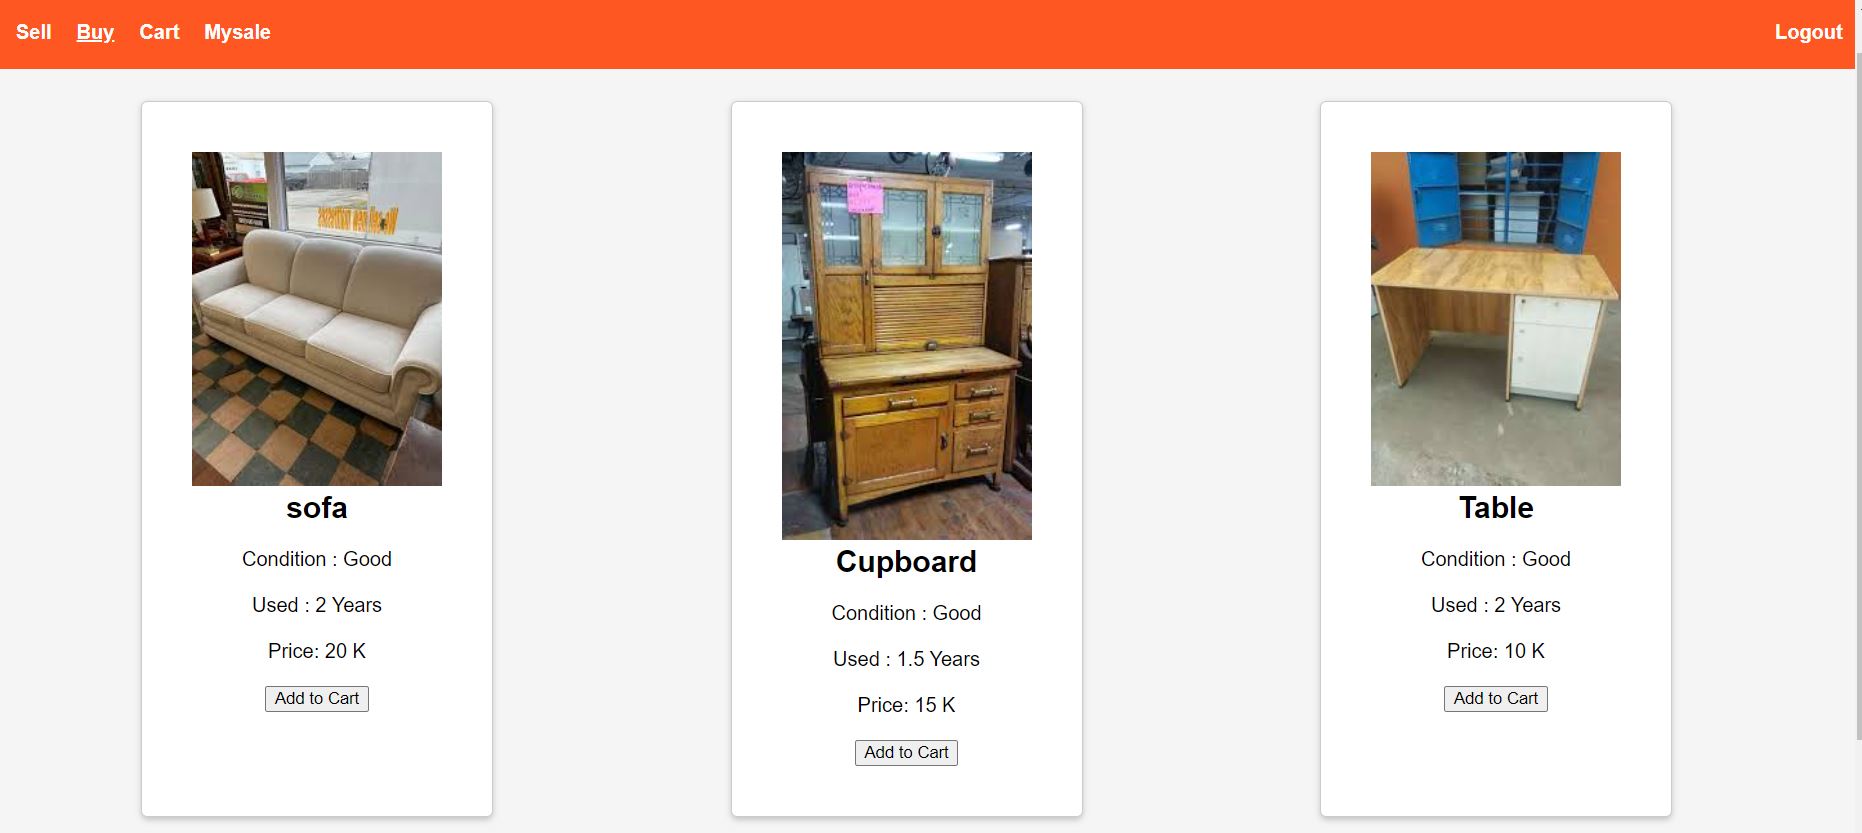 Sell Buy Cart Mysale Logout
sofa
Condition : Good
Used : 2 Years
Price: 20 K
Add to Cart
Cupboard
Condition : Good
Used : 1.5 Years
Price: 15 K
Add to Cart
Table
Condition : Good
Used : 2 Years
Price: 10 K
Add to Cart